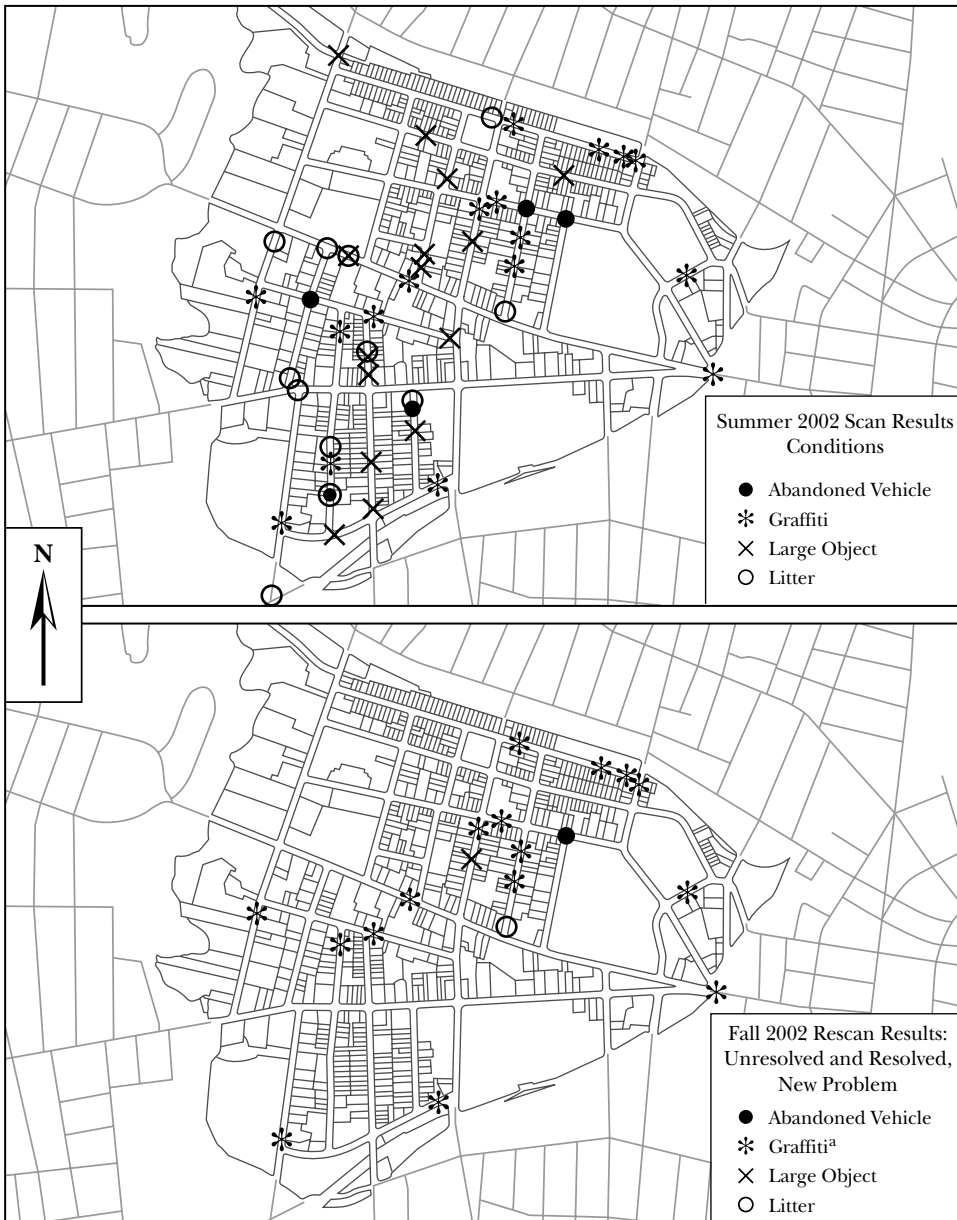 Summer 2002 Scan Results
Conditions
Abandoned Vehicle
Graffiti
Large Object
Litter
N
Fall 2002 Rescan Results:
Unresolved and Resolved,
New Problem
Abandoned Vehicle
Graffitiᵃ
Large Object
Litter